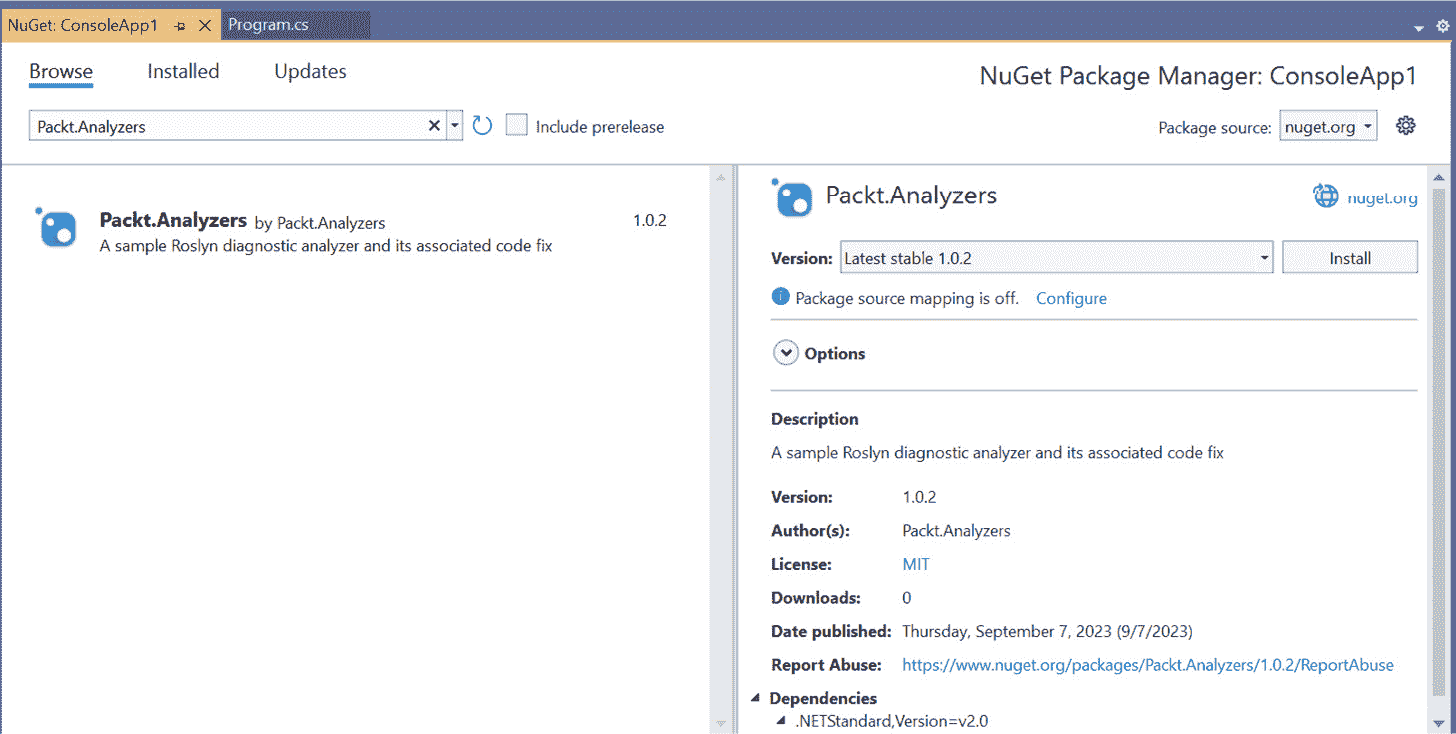 NuGet: ConsoleApp1
Program.cs
Browse Installed Updates
NuGet Package Manager: ConsoleApp1
Packt.Analyzers
Include prerelease
Package source: nuget.org
Packt.Analyzers by Packt.Analyzers 1.0.2
A sample Roslyn diagnostic analyzer and its associated code fix
Packt.Analyzers
nuget.org
Version: Latest stable 1.0.2 Install
Package source mapping is off. Configure
Options
Description
A sample Roslyn diagnostic analyzer and its associated code fix
Version: 1.0.2
Author(s): Packt.Analyzers
License: MIT
Downloads: 0
Date published: Thursday, September 7, 2023 (9/7/2023)
Report Abuse: https://www.nuget.org/packages/Packt.Analyzers/1.0.2/ReportAbuse
Dependencies
.NETStandard,Version=v2.0